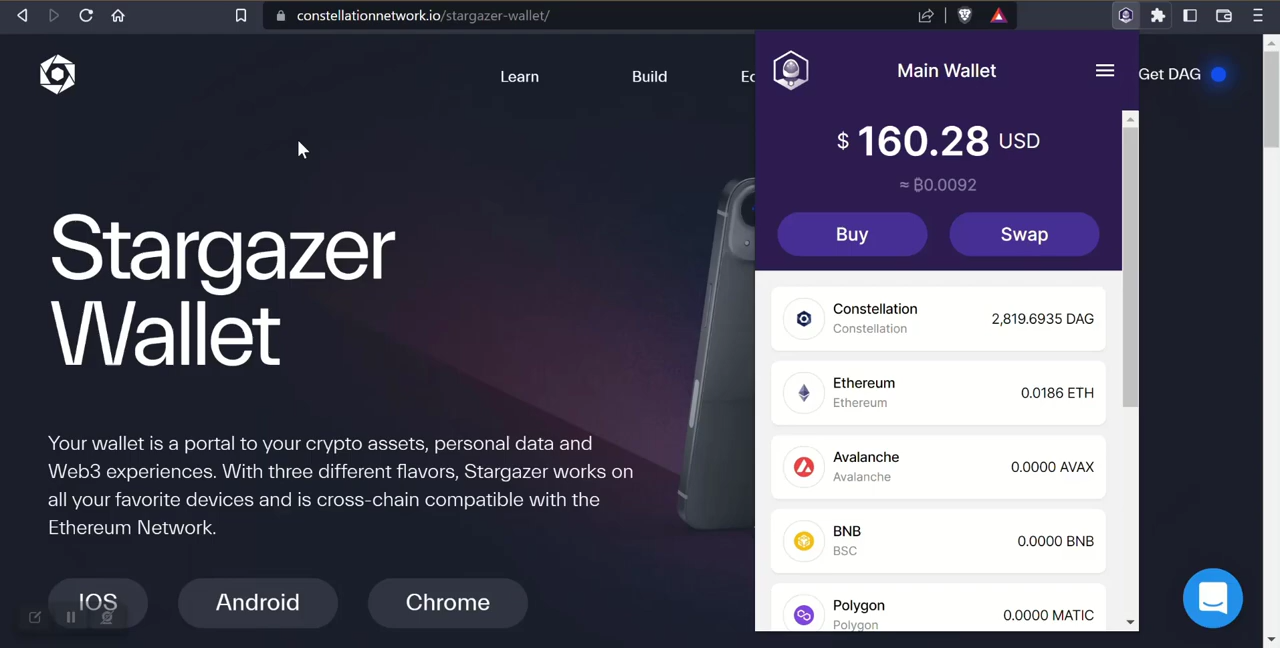 constellationnetwork.io/stargazer-wallet/
Learn
Build
Ec
Get DAG
Stargazer
Wallet
Your wallet is a portal to your crypto assets, personal data and
Web3 experiences. With three different flavors, Stargazer works on
all your favorite devices and is cross-chain compatible with the
Ethereum Network.
IOS
Android
Chrome
Main Wallet
$ 160.28 USD
≈ ₿0.0092
Buy
Swap
Constellation
Constellation
2,819.6935 DAG
Ethereum
Ethereum
0.0186 ETH
Avalanche
Avalanche
0.0000 AVAX
BNB
BSC
0.0000 BNB
Polygon
Polygon
0.0000 MATIC